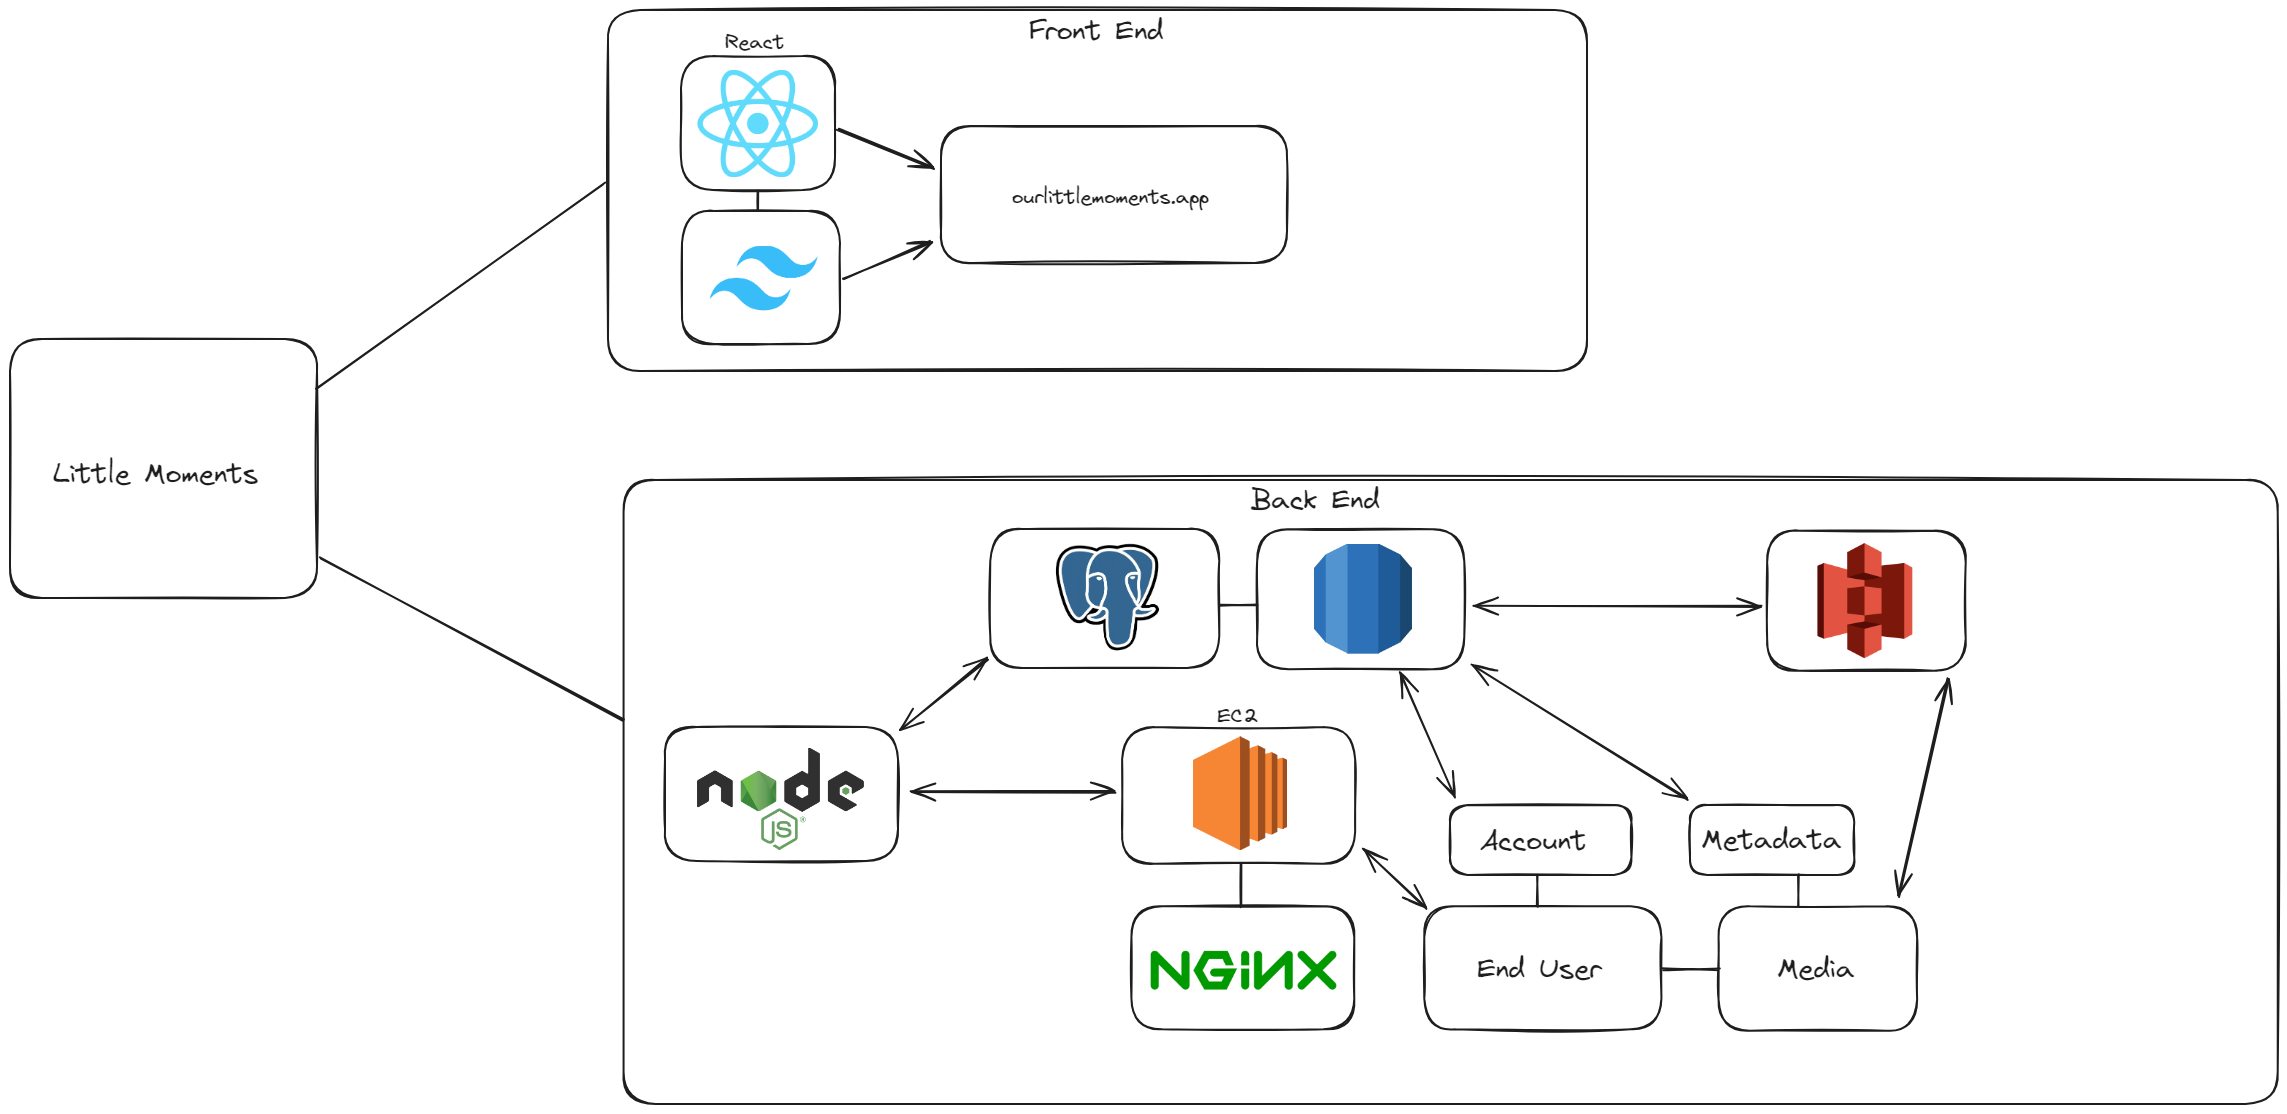 Front End
React
ourlittlemoments.app
Little Moments
Back End
EC2
node
JS
®
Account
Metadata
NGINX
End User
Media